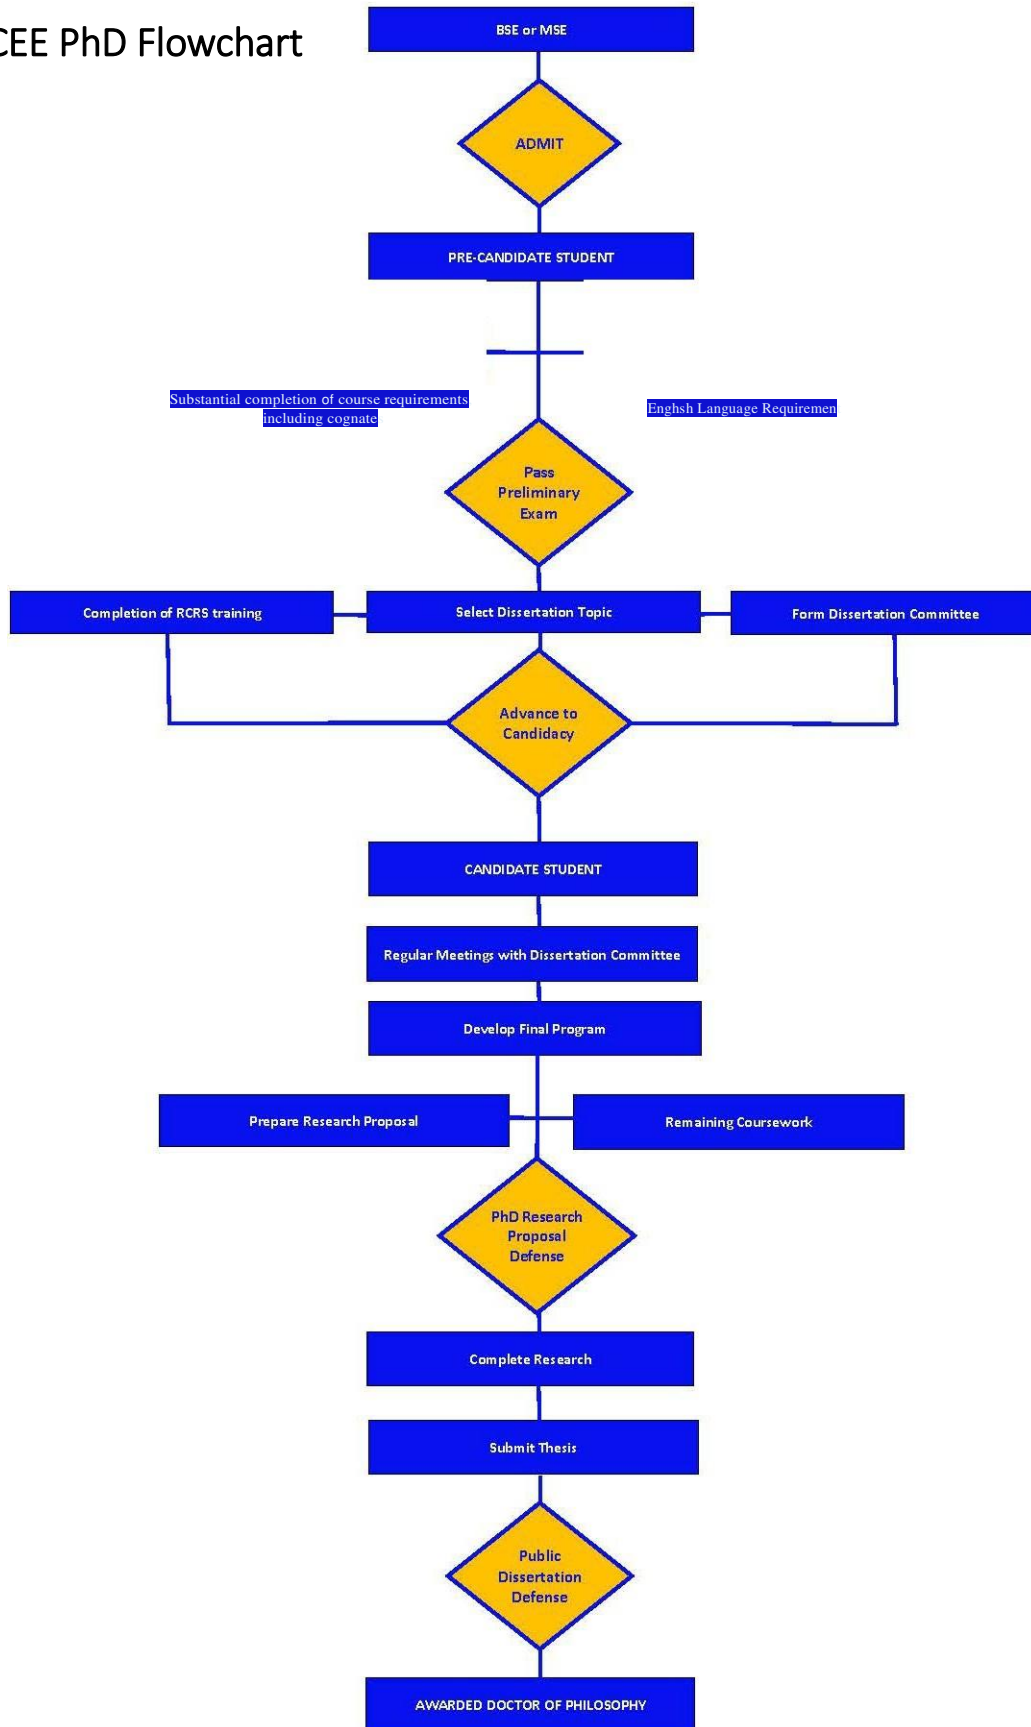 CEE PhD Flowchart
BSE or MSE
ADMIT
PRE-CANDIDATE STUDENT
Substantial completion of course requirements
including cognate
Enghsh Language Requiremen
Pass
Preliminary
Exam
Completion of RCRS training
Select Dissertation Topic
Form Dissertation Committee
Advance to
Candidacy
CANDIDATE STUDENT
Regular Meetings with Dissertation Committee
Develop Final Program
Prepare Research Proposal
Remaining Coursework
PhD Research
Proposal
Defense
Complete Research
Submit Thesis
Public
Dissertation
Defense
AWARDED DOCTOR OF PHILOSOPHY